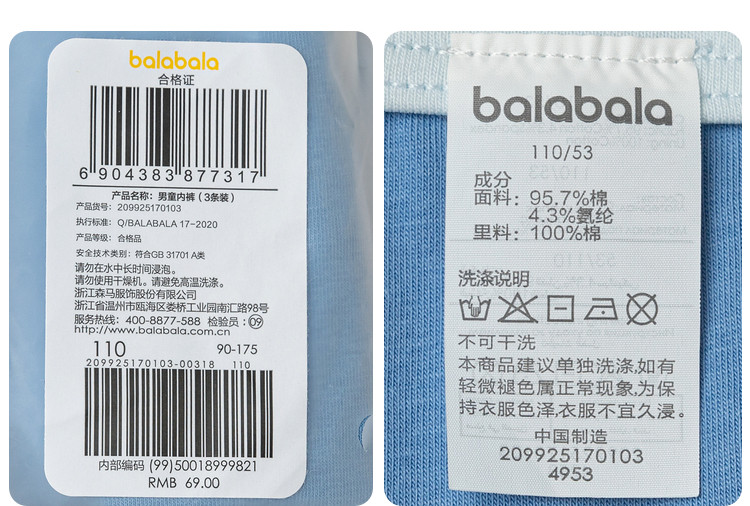 balabala
合格证
6 904383 877317
产品名称：男童内裤（3条装）
产品货号：209925170103
执行标准：Q/BALABALA 17-2020
产品等级：合格品
安全技术类别：符合GB 31701 A类
请勿在水中长时间浸泡。
请勿使用干燥机。请避免高温洗涤。
浙江森马服饰股份有限公司
浙江省温州市瓯海区娄桥工业园南汇路98号
服务热线：400-8877-588 检验员：09
http://www.balabala.com.cn
110 90-175
209925170103-00318 110
内部编码 (99)50018999821
RMB 69.00
balabala
110/53
成分
面料：95.7%棉
4.3%氨纶
里料：100%棉
洗涤说明
不可干洗
本商品建议单独洗涤,如有
轻微褪色属正常现象,为保
持衣服色泽,衣服不宜久浸。
中国制造
209925170103
4953